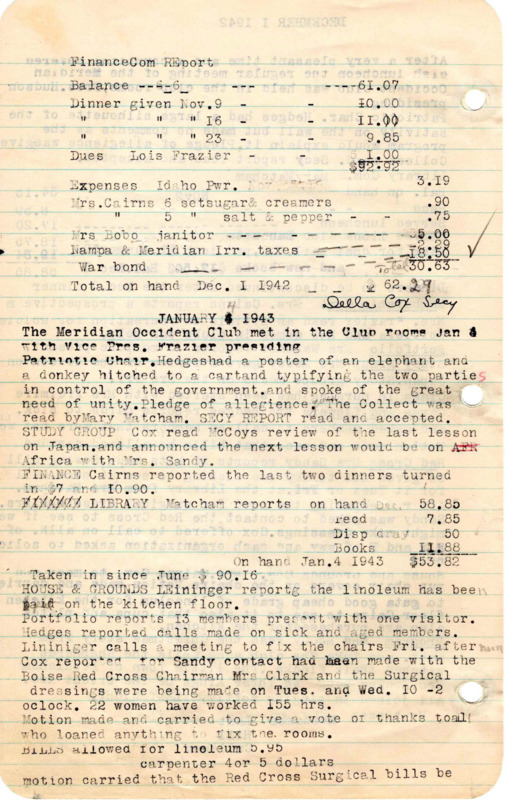 FinanceCom REport
Balance --6-6- - - ---61.07
Dinner given Nov.9 - - 10.00
" " " 16 - 11.00
" " " 23 - 9.85
Dues Lois Frazier - - 1.00
$92.92
Expenses Idaho Pwr. 3.19
Mrs.Cairns 6 setsugar& creamers .90
" 5 " salt & pepper - - .75
Mrs Bobo janitor - - - - - - 5.00
2.29
Nampa & Meridian Irr. taxes
War bond 18.50
Total 30.63
Total on hand Dec. 1 1942 _ _ 62.29
Della Cox Secy
JANUARY 4 1943
The Meridian Occident Club met in the Club rooms Jan 4
with Vice Pres. Frazier presiding
Patriotic Chair,Hedgeshad a poster of an elephant and
a donkey hitched to a cartand typifying the two parties
in control of the government.and spoke of the great
need of unity.Pledge of allegience. The Collect was
read byMary Matcham. SECY REPORT read and accepted.
STUDY GROUP Cox read McCoys review of the last lesson
on Japan.and announced the next lesson would be on
Africa with Mrs. Sandy.
FINANCE Cairns reported the last two dinners turned
in $7 and 10.90.
LIBRARY Matcham reports on hand Dec. 58.85
recd 7.85
Disp 50
Books 11.88
On hand Jan.4 1943 $53.82
Taken in since June $ 90.16.
HOUSE & GROUNDS LEininger reportg the linoleum has been
laid on the kitchen floor.
Portfolio reports 13 members present with one visitor.
Hedges reported calls made on sick and aged members.
Lininiger calls a meeting to fix the chairs Fri. afternoon
Cox reported for Sandy contact had been made with the
Boise Red Cross Chairman Mrs Clark and the Surgical
dressings were being made on Tues. and Wed. 10 -2
oclock. 22 women have worked 155 hrs.
Motion made and carried to give a vote of thanks toall
who loaned anything to fix the rooms.
BILLS allowed for linoleum 5.95
carpenter 4or 5 dollars
motion carried that the Red Cross Surgical bills be